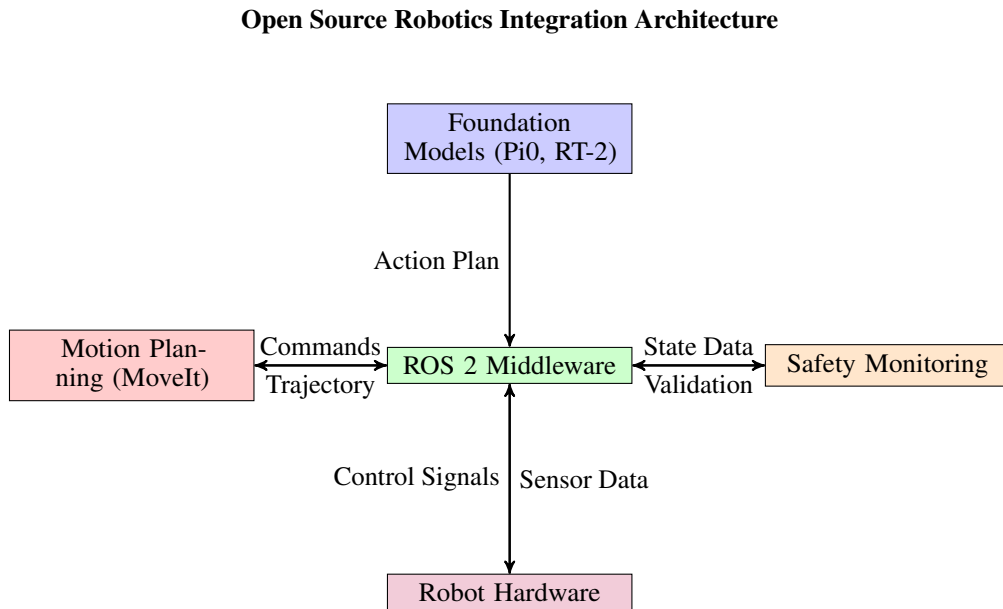 Open Source Robotics Integration Architecture
Foundation
Models (Pi0, RT-2)
Action Plan
Motion Plan-
ning (MoveIt)
Commands
Trajectory
ROS 2 Middleware
State Data
Validation
Safety Monitoring
Control Signals
Sensor Data
Robot Hardware